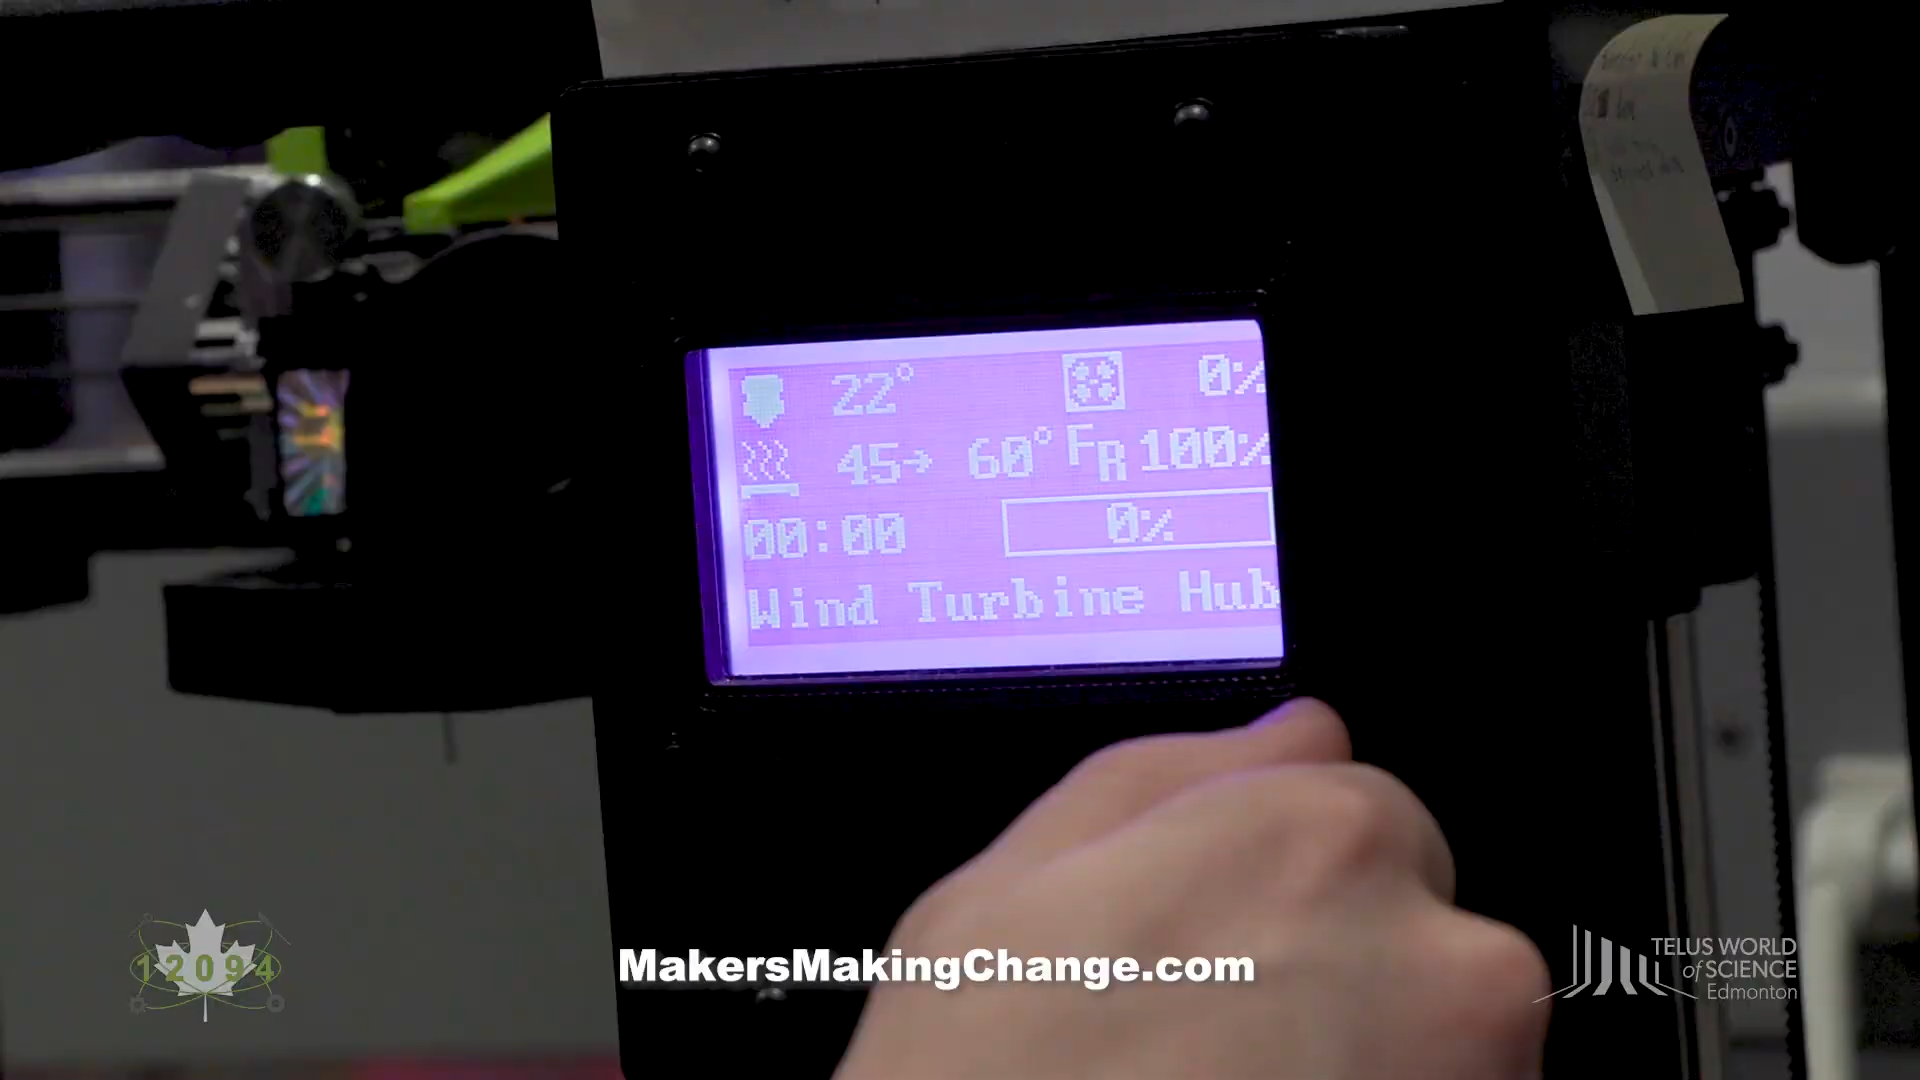 22° 0%
45→ 60° FR 100%
00:00 0%
Wind Turbine Hub
MakersMakingChange.com
12094
TELUS WORLD
of SCIENCE
Edmonton